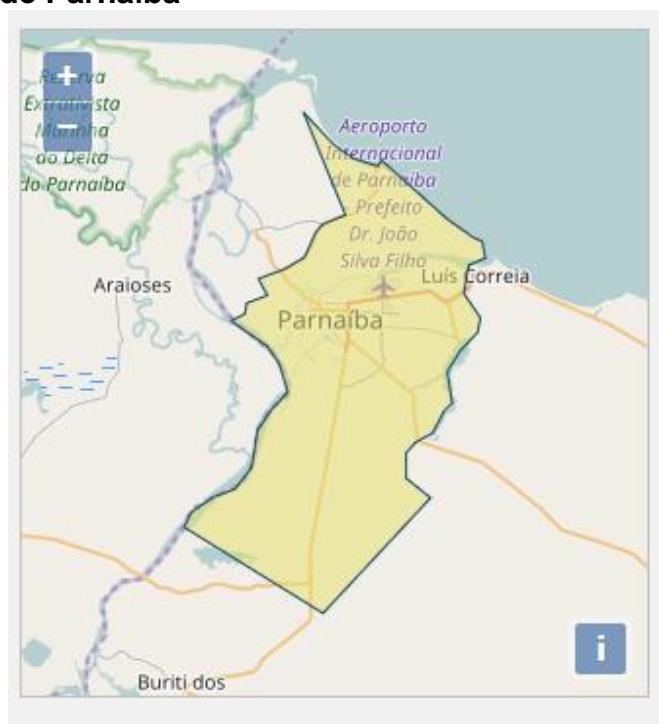 de Parnaíba
+
Reserva
Extrativista
Marinha
do Delta
do Parnaíba
Aeroporto
Internacional
de Parnaíba
Prefeito
Dr. João
Silva Filho
Araioses
Luís Correia
Parnaíba
i
Buriti dos